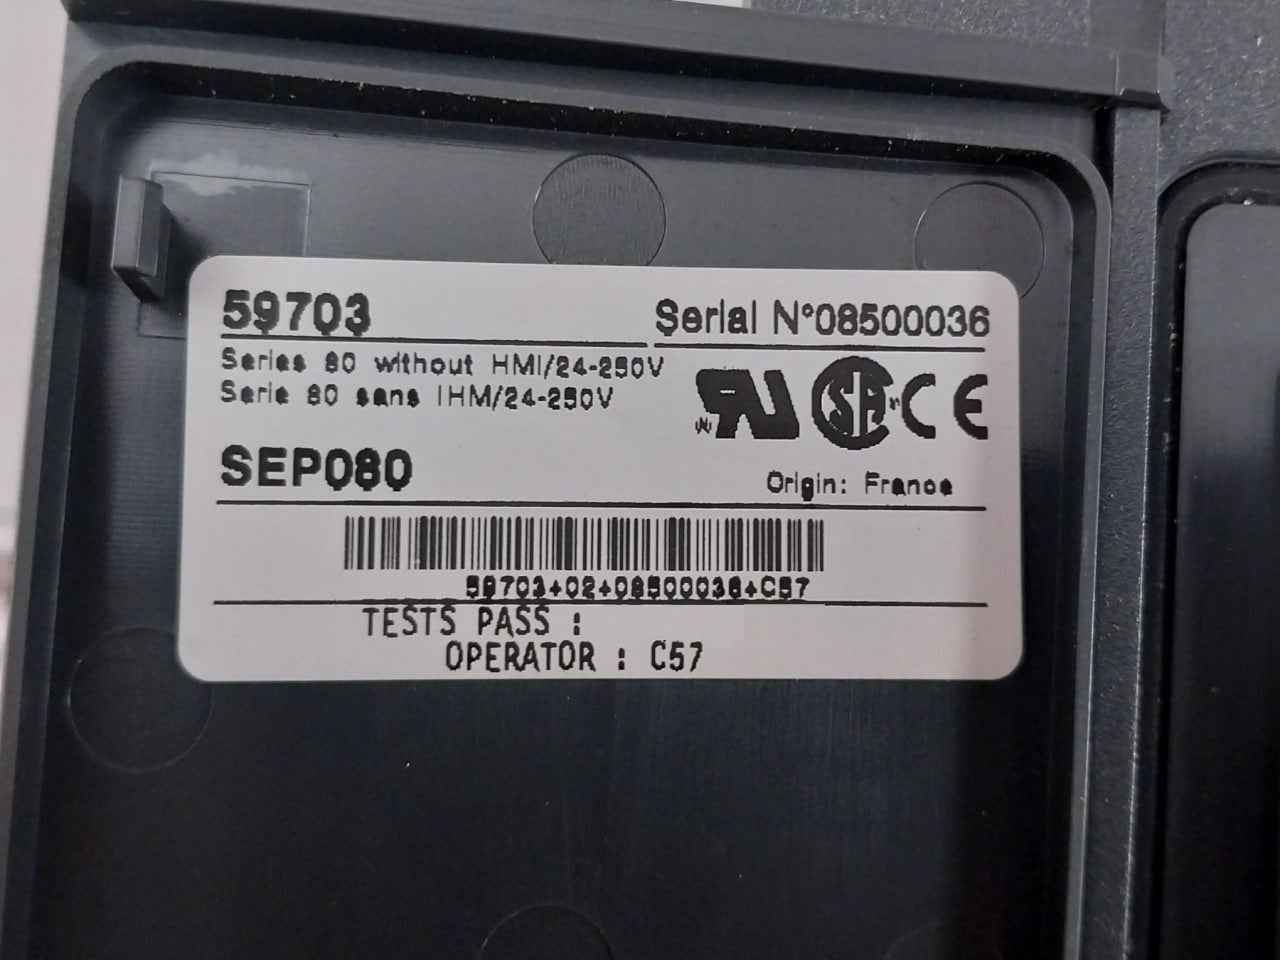 59703 Serial N°08500036
Series 80 without HMI/24-250V
Serie 80 sans IHM/24-250V
SEP080
Origin: France
59703+02+08500036+C57
TESTS PASS :
OPERATOR : C57